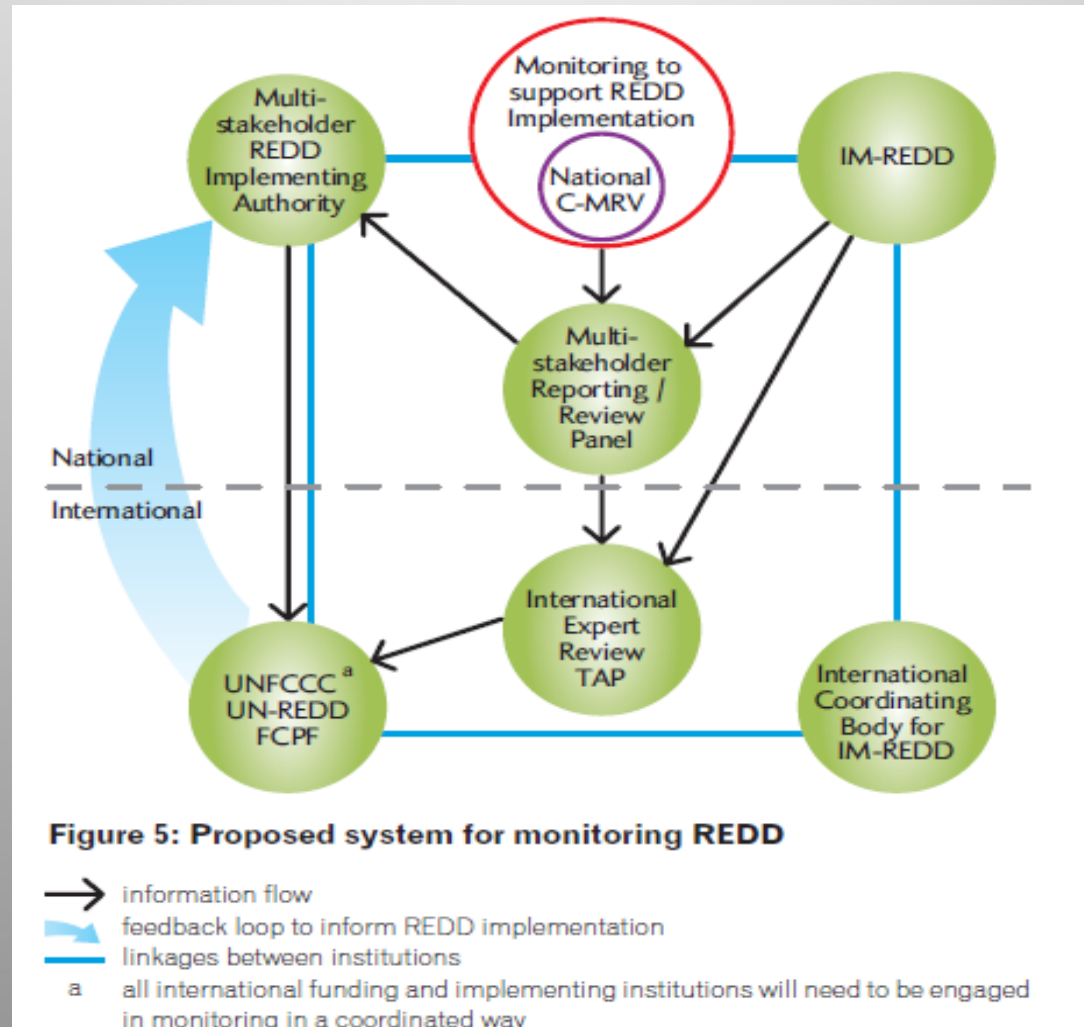 Multi-
stakeholder
REDD
Implementing
Authority
Monitoring to
support REDD
Implementation
National
C-MRV
IM-REDD
Multi-
stakeholder
Reporting /
Review
Panel
National
International
International
Expert
Review
TAP
UNFCCC a
UN-REDD
FCPF
International
Coordinating
Body for
IM-REDD
Figure 5: Proposed system for monitoring REDD
information flow
feedback loop to inform REDD implementation
linkages between institutions
a all international funding and implementing institutions will need to be engaged
in monitoring in a coordinated way